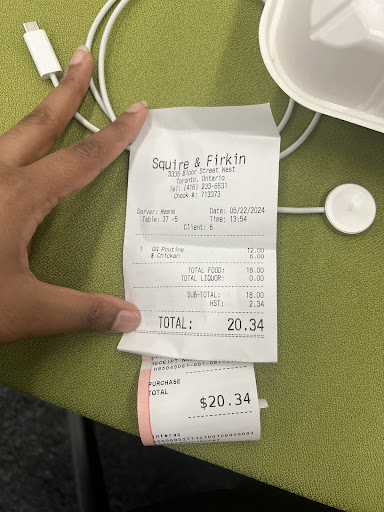 Squire & Firkin
3335 Bloor Street West
Toronto, Ontario
Tel: (416) 233-6531
Check #: 713373
Server: Weena Date: 05/22/2024
Table: 37 -5 Time: 13:54
Client: 6
1 OG Poutine 12.00
$ Chicken 6.00
TOTAL FOOD: 18.00
TOTAL LIQUOR: 0.00
SUB-TOTAL: 18.00
HST: 2.34
TOTAL: 20.34
RECEIPT
PURCHASE
TOTAL
$20.34
Interac